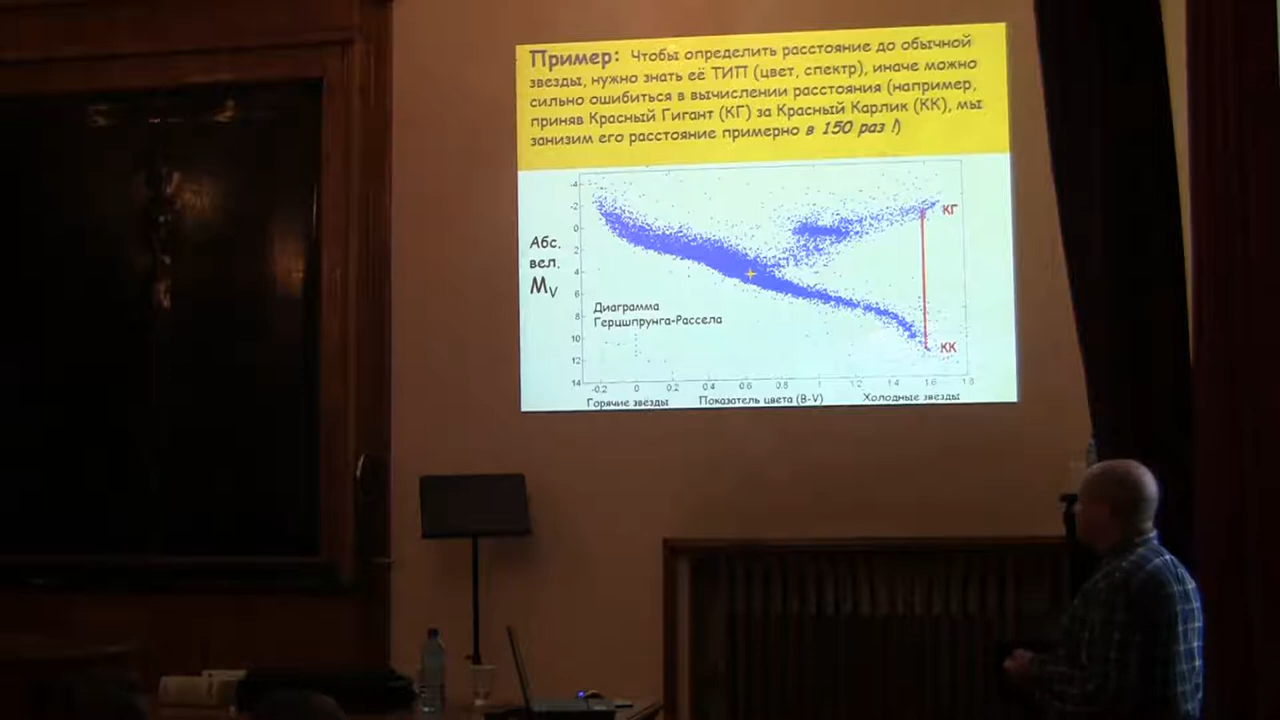 Пример: Чтобы определить расстояние до обычной
звезды, нужно знать её ТИП (цвет, спектр), иначе можно
сильно ошибиться в вычислении расстояния (например,
приняв Красный Гигант (КГ) за Красный Карлик (КК), мы
занизим его расстояние примерно в 150 раз !)
-4
-2
0
2
4
6
8
10
12
14
Абс.
вел.
Mv
КГ
Диаграмма
Герцшпрунга-Рассела
КК
-0.2 0 0.2 0.4 0.6 0.8 1 1.2 1.4 1.6 1.8
Горячие звёзды Показатель цвета (B-V) Холодные звезды